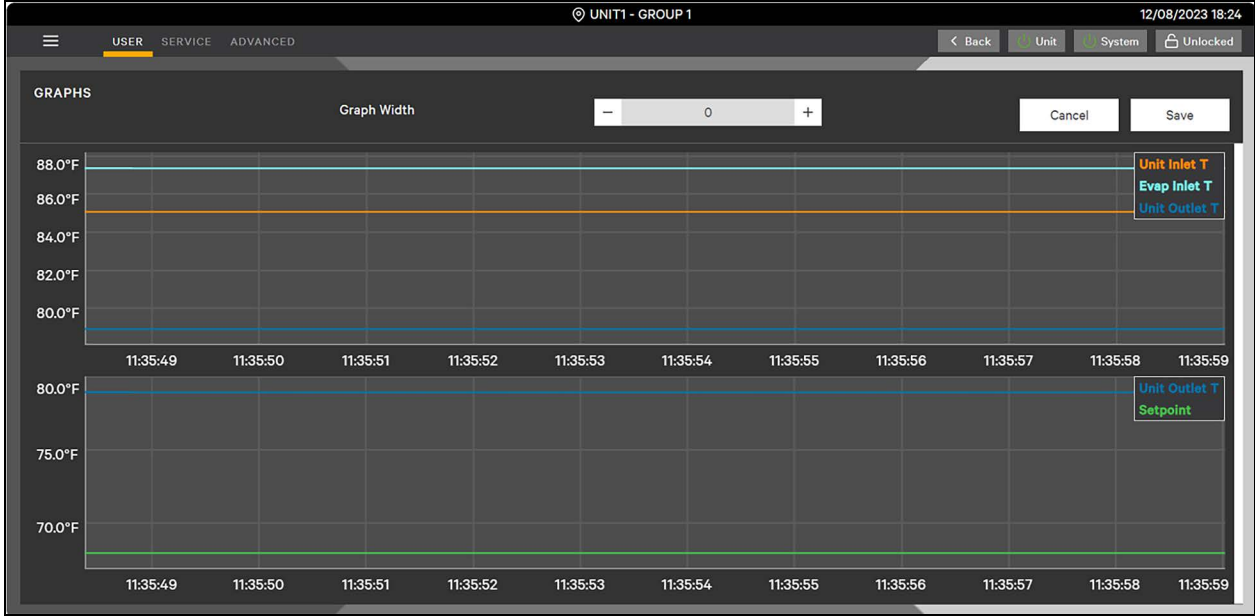 UNIT1 - GROUP 1
12/08/2023 18:24
USER SERVICE ADVANCED
Back Unit System Unlocked
GRAPHS
Graph Width
− 0 +
Cancel Save
88.0°F
86.0°F
84.0°F
82.0°F
80.0°F
Unit Inlet T
Evap Inlet T
Unit Outlet T
11:35:49 11:35:50 11:35:51 11:35:52 11:35:53 11:35:54 11:35:55 11:35:56 11:35:57 11:35:58 11:35:59
80.0°F
75.0°F
70.0°F
Unit Outlet T
Setpoint
11:35:49 11:35:50 11:35:51 11:35:52 11:35:53 11:35:54 11:35:55 11:35:56 11:35:57 11:35:58 11:35:59